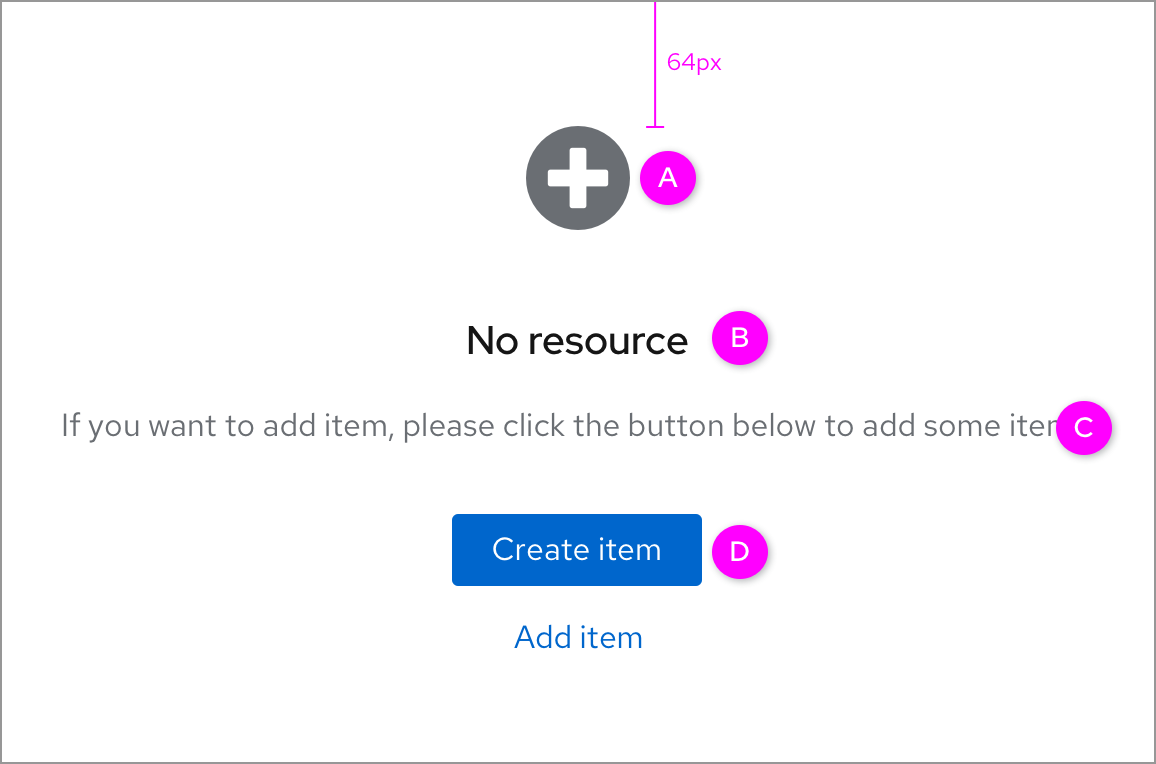 64px
A
No resource
B
If you want to add item, please click the button below to add some
C
Create item
D
Add item